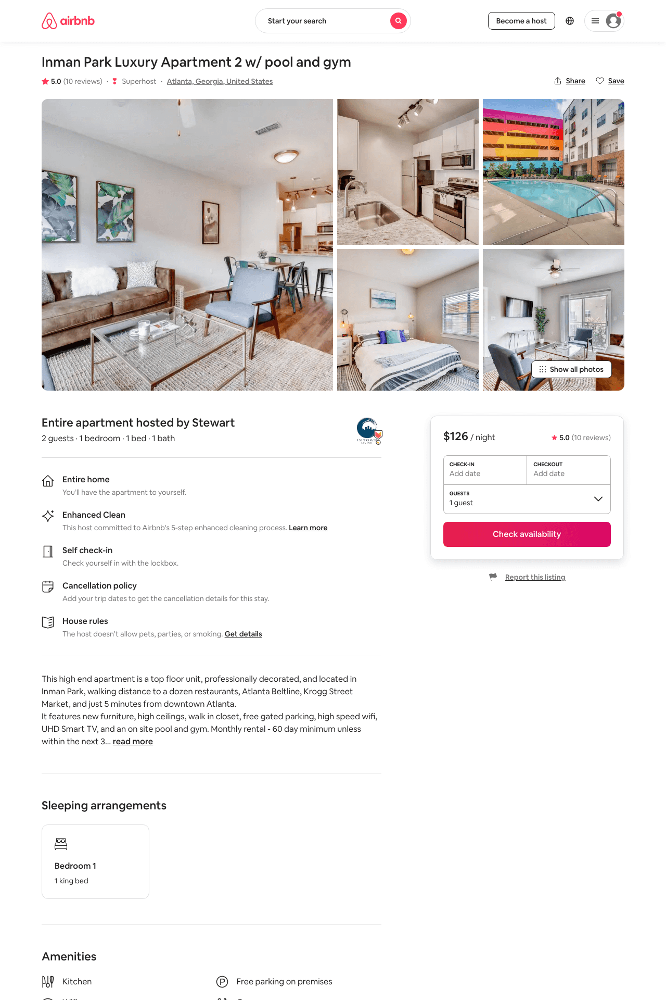 airbnb
Start your search
Become a host
Inman Park Luxury Apartment 2 w/ pool and gym
5.0 (10 reviews) · Superhost · Atlanta, Georgia, United States
Share
Save
Show all photos
Entire apartment hosted by Stewart
2 guests · 1 bedroom · 1 bed · 1 bath
IN TOWN
LIVING
$126 / night
5.0 (10 reviews)
CHECK-IN
Add date
CHECKOUT
Add date
GUESTS
1 guest
Check availability
Report this listing
Entire home
You'll have the apartment to yourself.
Enhanced Clean
This host committed to Airbnb's 5-step enhanced cleaning process. Learn more
Self check-in
Check yourself in with the lockbox.
Cancellation policy
Add your trip dates to get the cancellation details for this stay.
House rules
The host doesn't allow pets, parties, or smoking. Get details
This high end apartment is a top floor unit, professionally decorated, and located in
Inman Park, walking distance to a dozen restaurants, Atlanta Beltline, Krogg Street
Market, and just 5 minutes from downtown Atlanta.
It features new furniture, high ceilings, walk in closet, free gated parking, high speed wifi,
UHD Smart TV, and an on site pool and gym. Monthly rental - 60 day minimum unless
within the next 3... read more
Sleeping arrangements
Bedroom 1
1 king bed
Amenities
Kitchen
Free parking on premises
Wifi